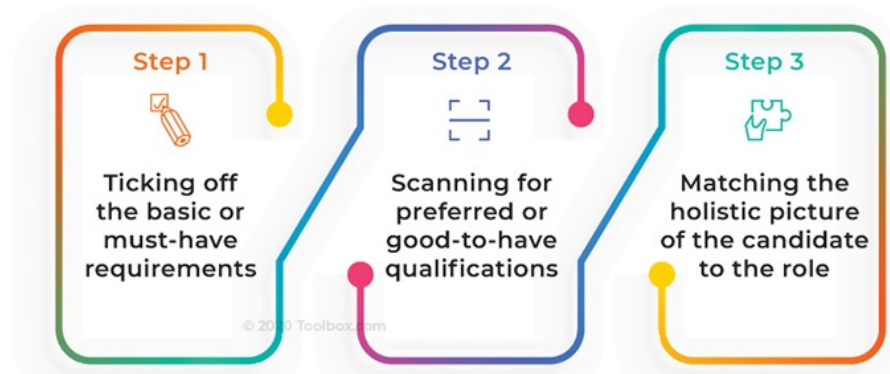 Step 1
Ticking off
the basic or
must-have
requirements
Step 2
Scanning for
preferred or
good-to-have
qualifications
Step 3
Matching the
holistic picture
of the candidate
to the role
© 2020 Toolbox.com